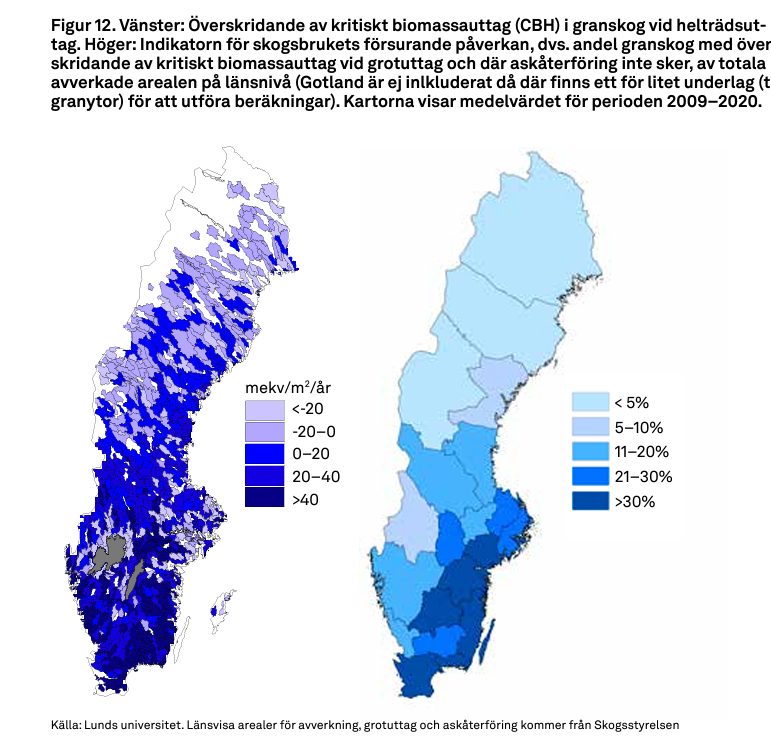 Figur 12. Vänster: Överskridande av kritiskt biomassauttag (CBH) i granskog vid helträdsut-
tag. Höger: Indikatorn för skogsbrukets försurande påverkan, dvs. andel granskog med över
skridande av kritiskt biomassauttag vid grotuttag och där askåterföring inte sker, av totala
avverkade arealen på länsnivå (Gotland är ej inlkluderat då där finns ett för litet underlag (t
granytor) för att utföra beräkningar). Kartorna visar medelvärdet för perioden 2009–2020.
mekv/m²/år
<-20
-20–0
0–20
20–40
>40
< 5%
5–10%
11–20%
21–30%
>30%
Källa: Lunds universitet. Länsvisa arealer för avverkning, grotuttag och askåterföring kommer från Skogsstyrelsen